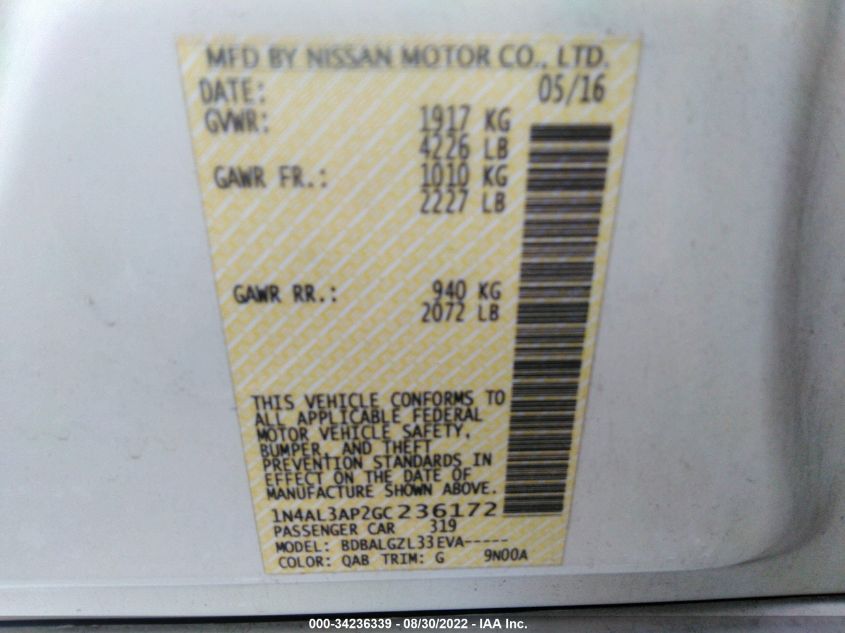 MFD BY NISSAN MOTOR CO., LTD.
DATE: 05/16
GVWR: 1917 KG
4226 LB
GAWR FR.: 1010 KG
2227 LB
GAWR RR.: 940 KG
2072 LB
THIS VEHICLE CONFORMS TO
ALL APPLICABLE FEDERAL
MOTOR VEHICLE SAFETY,
BUMPER, AND THEFT
PREVENTION STANDARDS IN
EFFECT ON THE DATE OF
MANUFACTURE SHOWN ABOVE.
1N4AL3AP2GC236172
PASSENGER CAR 319
MODEL: BDBALGZL33EVA-----
COLOR: QAB TRIM: G 9N00A
000-34236339 - 08/30/2022 - IAA Inc.